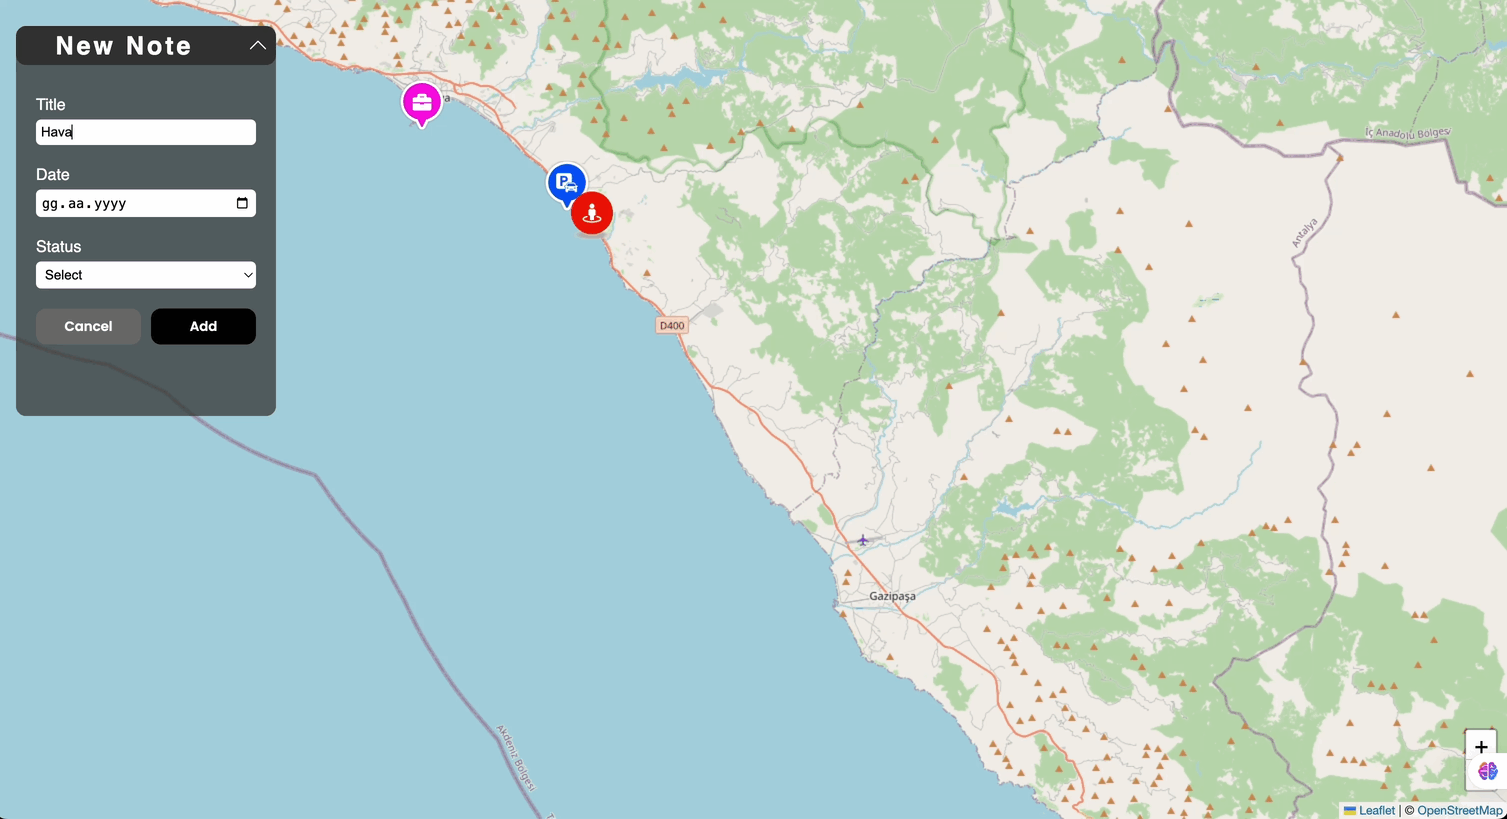 New Note
Title
Hava
Date
gg.aa.yyyy
Status
Select
Cancel
Add
P
D400
İç Anadolu Bölgesi
Antalya
Gazipaşa
Akdeniz Bölgesi
+
Leaflet | © OpenStreetMap